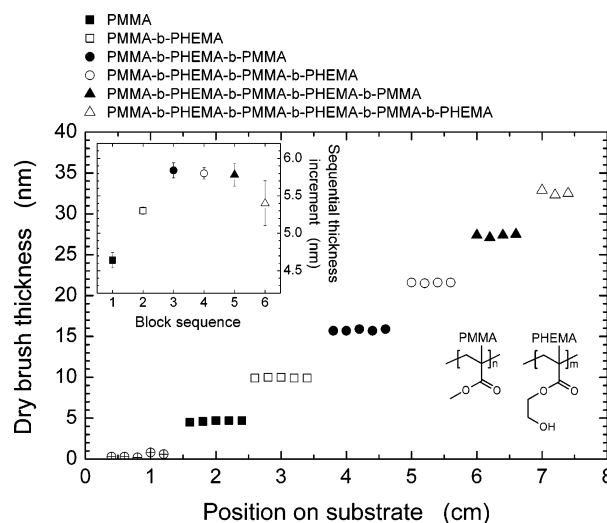 PMMA
PMMA-b-PHEMA
PMMA-b-PHEMA-b-PMMA
PMMA-b-PHEMA-b-PMMA-b-PHEMA
PMMA-b-PHEMA-b-PMMA-b-PHEMA-b-PMMA
PMMA-b-PHEMA-b-PMMA-b-PHEMA-b-PMMA-b-PHEMA
Dry brush thickness (nm)
40
35
30
25
20
15
10
5
0
6.0
5.5
5.0
4.5
Sequential thickness
increment (nm)
1 2 3 4 5 6
Block sequence
PMMA
n
O
O
PHEMA
m
O
O
OH
0 1 2 3 4 5 6 7 8
Position on substrate (cm)